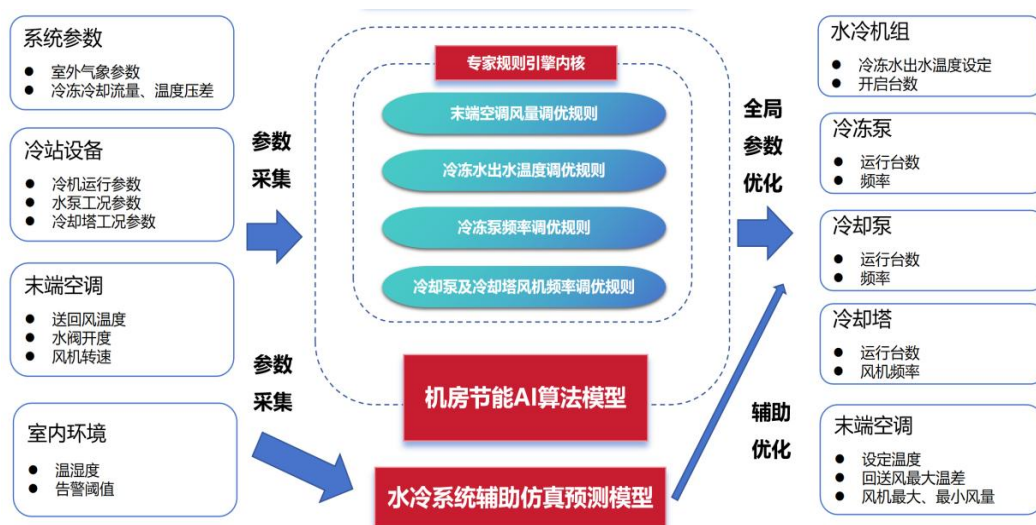 系统参数
● 室外气象参数
● 冷冻冷却流量、温度压差
冷站设备
● 冷机运行参数
● 水泵工况参数
● 冷却塔工况参数
末端空调
● 送回风温度
● 水阀开度
● 风机转速
室内环境
● 温湿度
● 告警阈值
参数
采集
参数
采集
专家规则引擎内核
末端空调风量调优规则
冷冻水出水温度调优规则
冷冻泵频率调优规则
冷却泵及冷却塔风机频率调优规则
机房节能AI算法模型
水冷系统辅助仿真预测模型
全局
参数
优化
辅助
优化
水冷机组
● 冷冻水出水温度设定
● 开启台数
冷冻泵
● 运行台数
● 频率
冷却泵
● 运行台数
● 频率
冷却塔
● 运行台数
● 风机频率
末端空调
● 设定温度
● 回送风最大温差
● 风机最大、最小风量